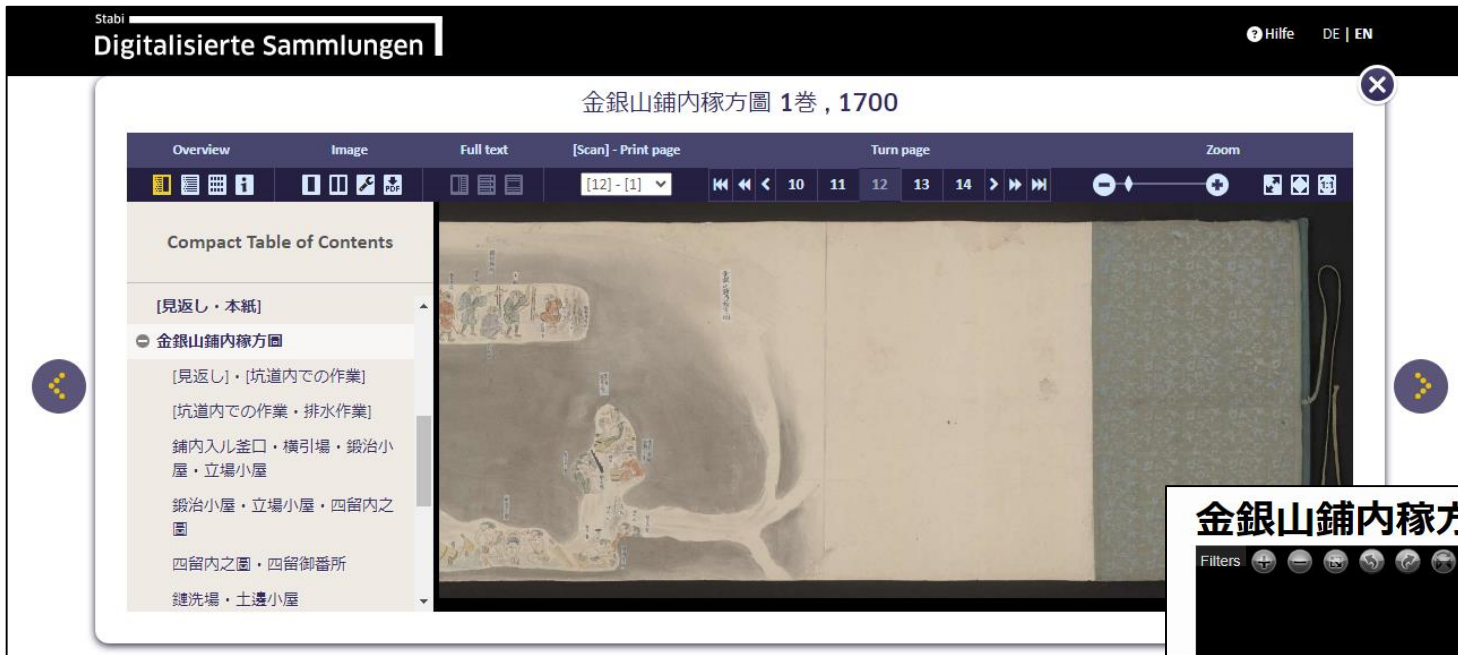 Stabi
Digitalisierte Sammlungen
Hilfe DE | EN
金銀山鋪内稼方圖 1巻 , 1700
Overview Image Full text [Scan] - Print page Turn page Zoom
PDF [12] - [1] 10 11 12 13 14 1:1
Compact Table of Contents
[見返し・本紙]
金銀山鋪内稼方圖
[見返し]・[坑道内での作業]
[坑道内での作業・排水作業]
鋪内入ル釜口・横引場・鍛治小
屋・立場小屋
鍛治小屋・立場小屋・四留内之
圖
四留内之圖・四留御番所
鏈洗場・土邊小屋
金銀山鋪内稼方
Filters